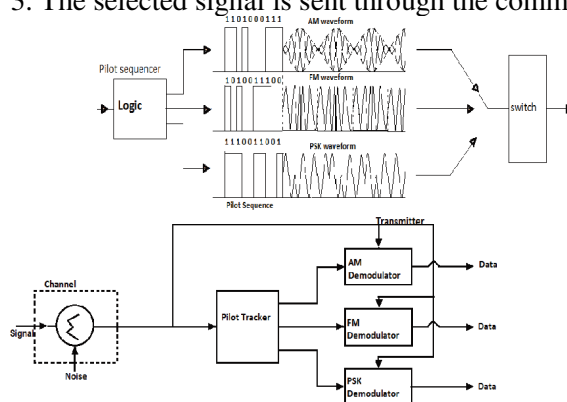 3. The selected signal is sent through the comm
1101000111
AM waveform
Pilot sequencer
Logic
1010011100
FM waveform
switch
1110011001
PSK waveform
Pilot Sequence
Transmitter
Channel
AM
Demodulator
Data
Signal
Pilot Tracker
FM
Demodulator
Data
Noise
PSK
Demodulator
Data